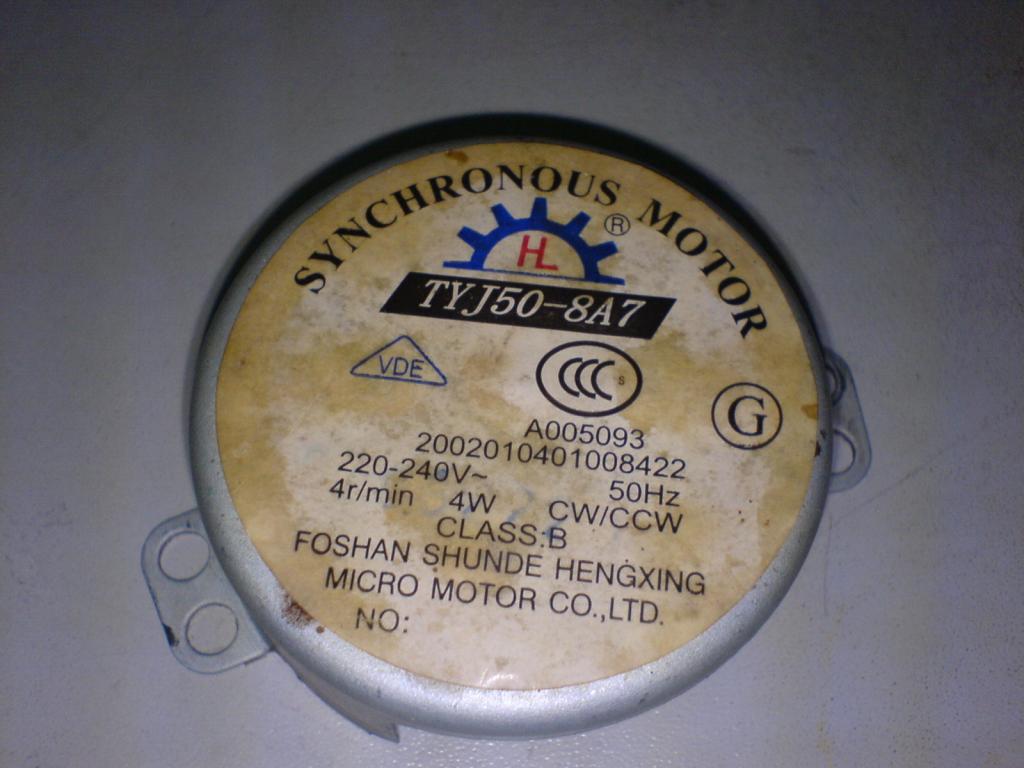 SYNCHRONOUS MOTOR
HL ®
TYJ50-8A7
VDE
CCC S
G
A005093
2002010401008422
220-240V~ 50Hz
4r/min 4W CW/CCW
CLASS:B
FOSHAN SHUNDE HENGXING
MICRO MOTOR CO.,LTD.
NO: